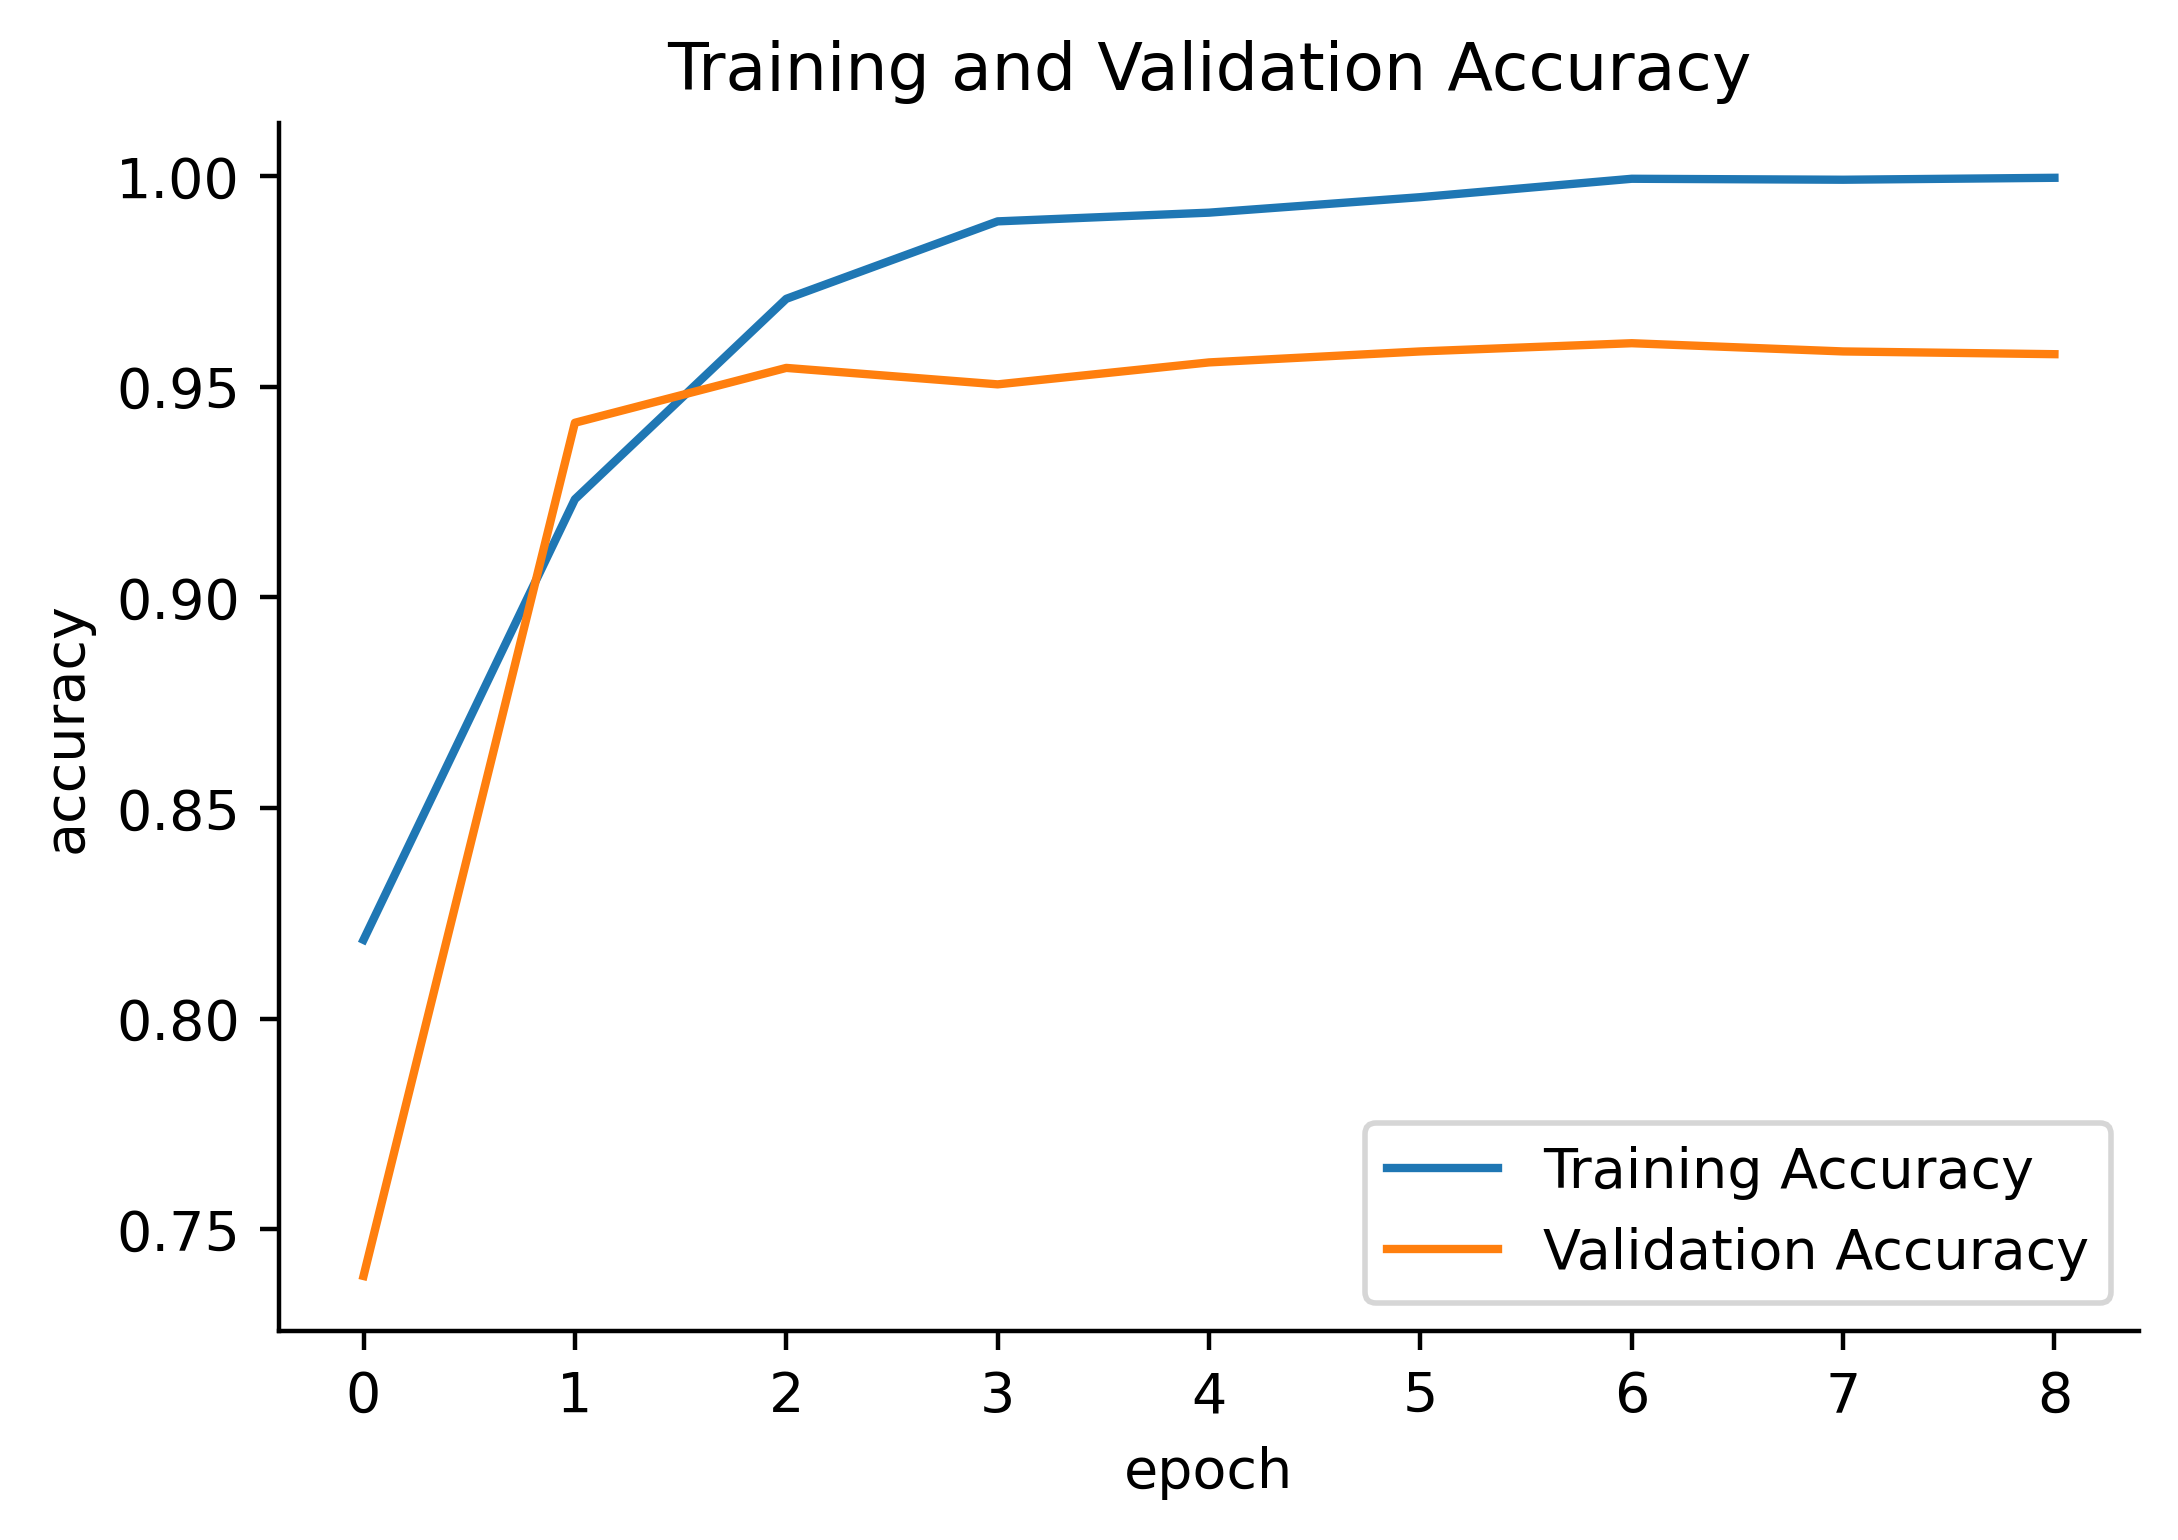 Training and Validation Accuracy
1.00
0.95
0.90
0.85
0.80
0.75
accuracy
Training Accuracy
Validation Accuracy
0 1 2 3 4 5 6 7 8
epoch